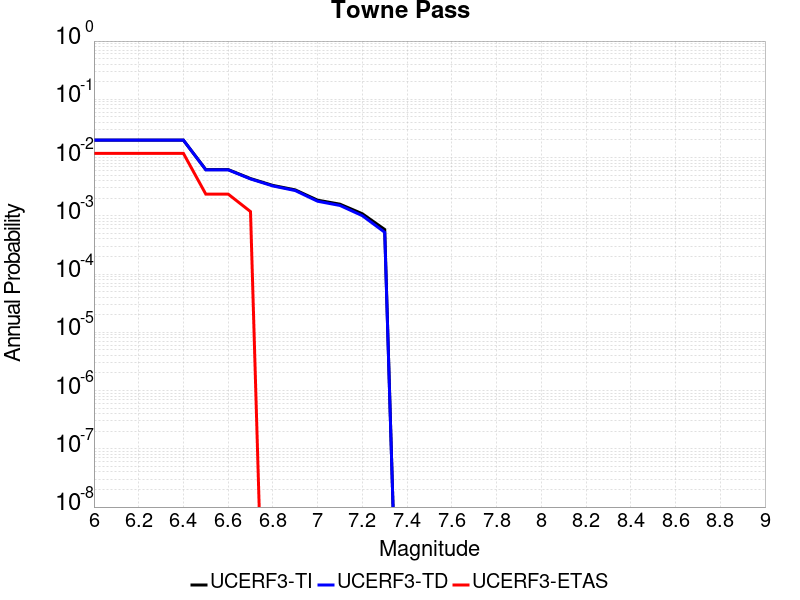 Towne Pass
10^0
10^-1
10^-2
10^-3
10^-4
10^-5
10^-6
10^-7
10^-8
Annual Probability
6 6.2 6.4 6.6 6.8 7 7.2 7.4 7.6 7.8 8 8.2 8.4 8.6 8.8 9
Magnitude
UCERF3-TI UCERF3-TD UCERF3-ETAS